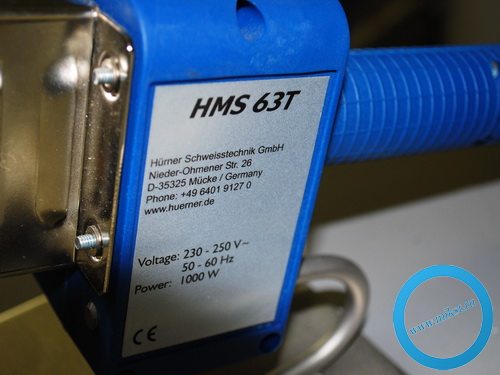 HMS 63T
Hürner Schweisstechnik GmbH
Nieder-Ohmener Str. 26
D-35325 Mücke / Germany
Phone: +49 6401 9127 0
www.huerner.de
Voltage: 230 - 250 V~
50 - 60 Hz
Power: 1000 W
CE